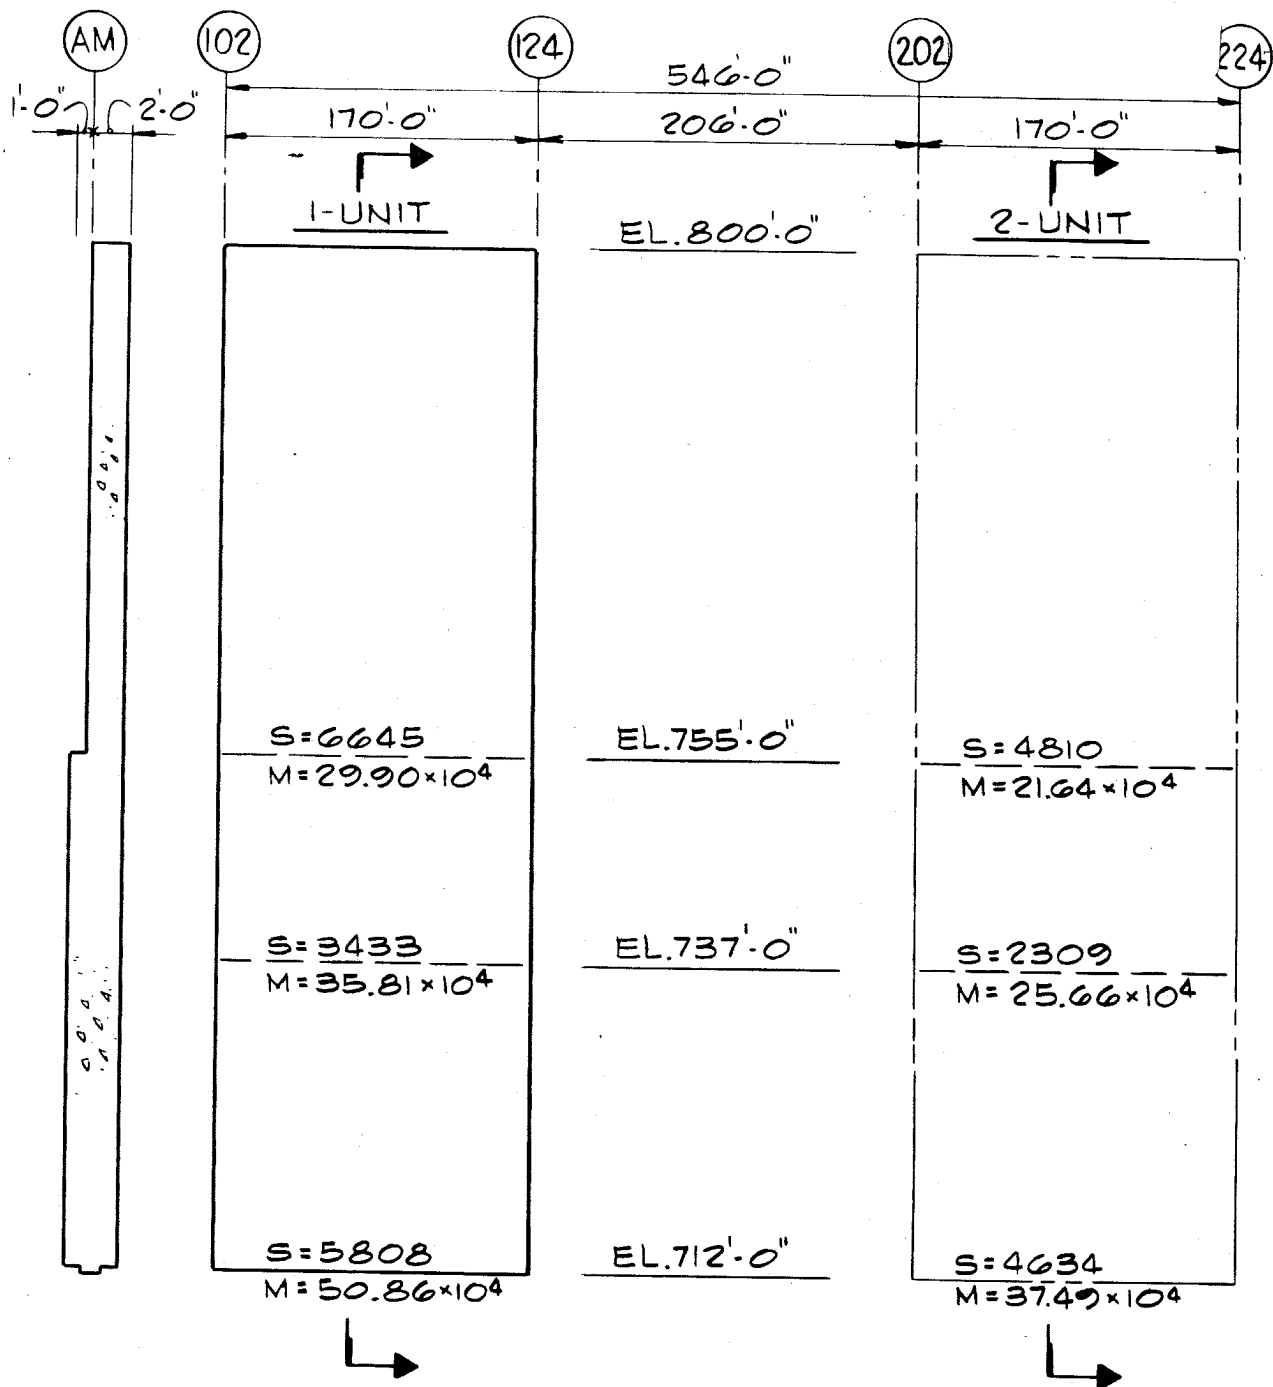 AM 102 124 202 224
546'-0"
1'-0" 2'-0" 170'-0" 206'-0" 170'-0"
1-UNIT EL.800'-0" 2-UNIT
S=6645 EL.755'-0" S=4810
M=29.90×10⁴ M=21.64×10⁴
S=3433 EL.737'-0" S=2309
M=35.81×10⁴ M=25.66×10⁴
S=5808 EL.712'-0" S=4634
M=50.86×10⁴ M=37.49×10⁴